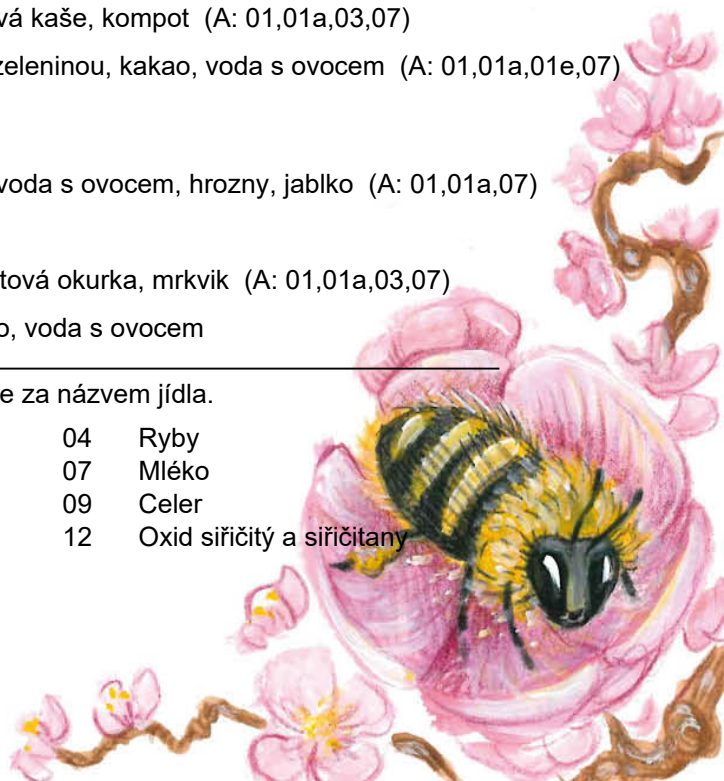 vá kaše, kompot (A: 01,01a,03,07)
zeleninou, kakao, voda s ovocem (A: 01,01a,01e,07)
voda s ovocem, hrozny, jablko (A: 01,01a,07)
tová okurka, mrkvik (A: 01,01a,03,07)
o, voda s ovocem
e za názvem jídla.
04 Ryby
07 Mléko
09 Celer
12 Oxid siřičitý a siřičitany